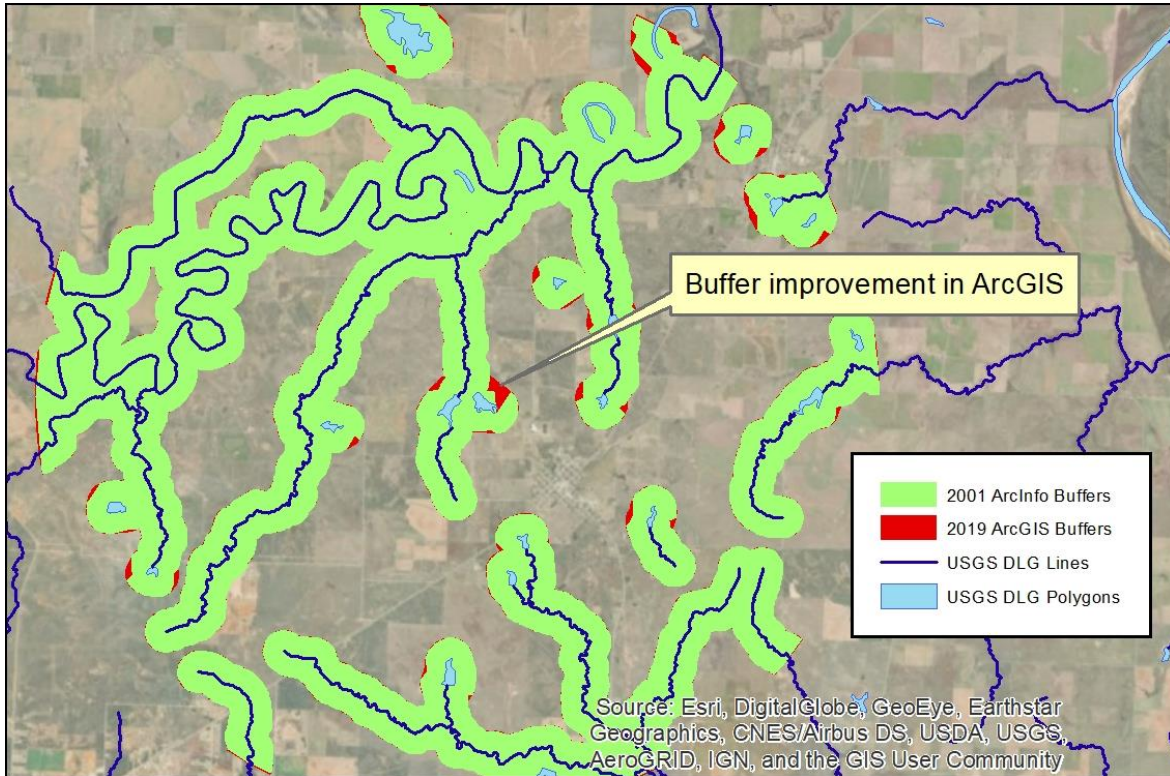 Buffer improvement in ArcGIS
2001 ArcInfo Buffers
2019 ArcGIS Buffers
USGS DLG Lines
USGS DLG Polygons
Source: Esri, DigitalGlobe, GeoEye, Earthstar
Geographics, CNES/Airbus DS, USDA, USGS,
AeroGRID, IGN, and the GIS User Community